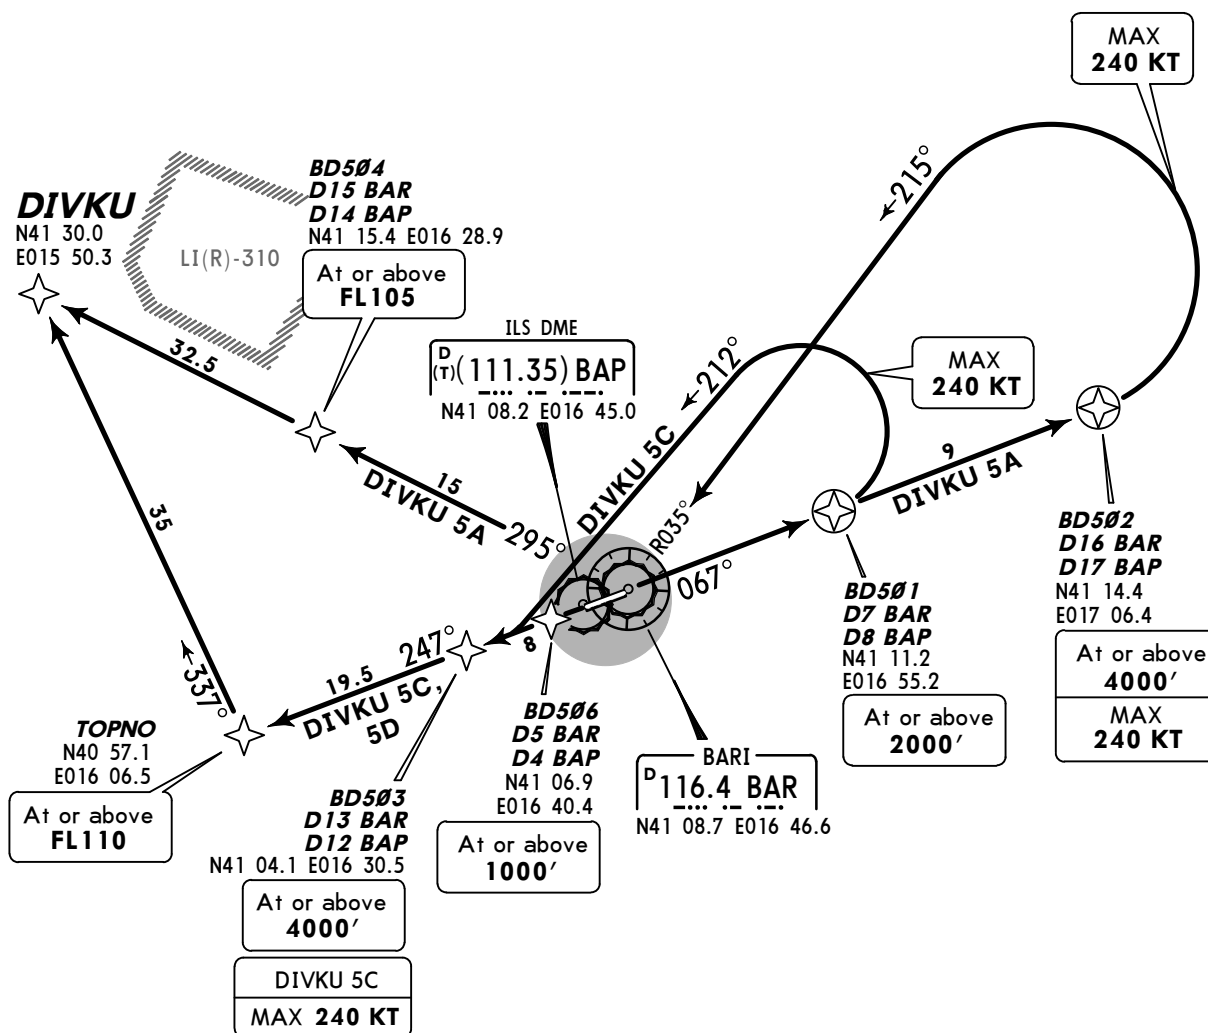 MAX
240 KT
215°
BD5Ø4
D15 BAR
D14 BAP
N41 15.4 E016 28.9
At or above
FL105
DIVKU
N41 30.0
E015 50.3
LI(R)-310
32.5
ILS DME
D
(T)
(111.35) BAP
N41 08.2 E016 45.0
212°
MAX
240 KT
DIVKU 5C
9
DIVKU 5A
15
DIVKU 5A
295°
R035°
067°
35
BD5Ø2
D16 BAR
D17 BAP
N41 14.4
E017 06.4
At or above
4000'
MAX
240 KT
BD5Ø1
D7 BAR
D8 BAP
N41 11.2
E016 55.2
At or above
2000'
8
247°
19.5
DIVKU 5C,
5D
337°
TOPNO
N40 57.1
E016 06.5
At or above
FL110
BD5Ø6
D5 BAR
D4 BAP
N41 06.9
E016 40.4
At or above
1000'
BARI
D
116.4 BAR
N41 08.7 E016 46.6
BD5Ø3
D13 BAR
D12 BAP
N41 04.1 E016 30.5
At or above
4000'
DIVKU 5C
MAX 240 KT